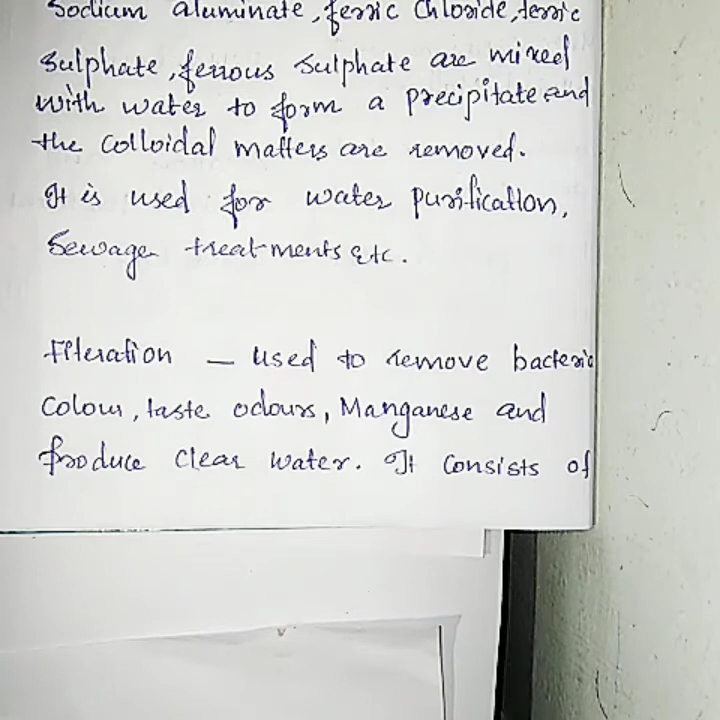 Sodium aluminate, ferric Chloride, ferric
Sulphate, ferrous Sulphate are mixed
with water to form a precipitate and
the colloidal matters are removed.
It is used for water purification,
Sewage treatments etc.
Filteration — Used to remove bacteria
Colour, taste odours, Manganese and
produce clear water. It consists of